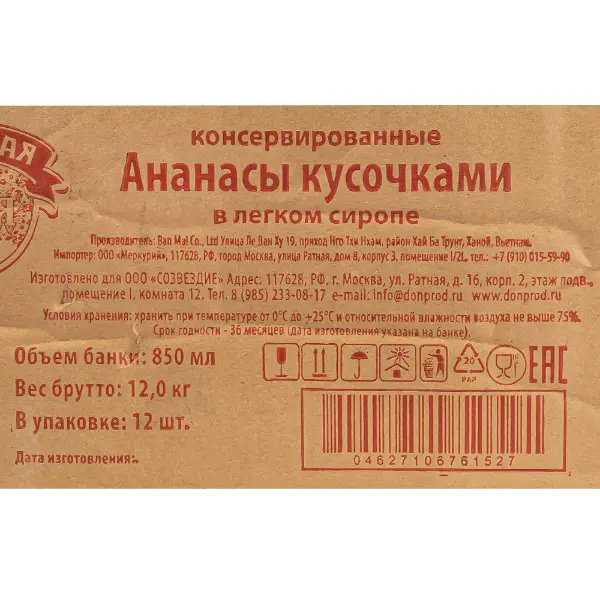 КАЯ
консервированные
Ананасы кусочками
в легком сиропе
Производитель: Ban Mai Co., Ltd Улица Ле Ван Ху 19, приход Нго Тхи Нхам, район Хай Ба Трунг, Ханой, Вьетнам.
Импортер: ООО «Меркурий», 117628, РФ, город Москва, улица Ратная, дом 8, корпус 3, помещение I/2L, тел.: +7 (910) 015-59-90
Изготовлено для ООО «СОЗВЕЗДИЕ» Адрес: 117628, РФ, г. Москва, ул. Ратная, д. 16, корп. 2, этаж подв.,
помещение I, комната 12. Тел. 8 (985) 233-08-17 e-mail: info@donprod.ru www.donprod.ru
Условия хранения: хранить при температуре от 0°С до +25°С и относительной влажности воздуха не выше 75%.
Срок годности - 36 месяцев (дата изготовления указана на банке).
Объем банки: 850 мл
Вес брутто: 12,0 кг
В упаковке: 12 шт.
Дата изготовления:
20
PAP
ЕАС
04627106761527